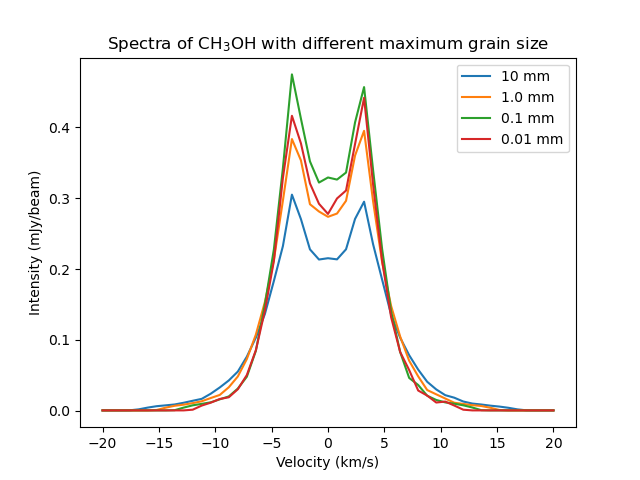 Spectra of CH₃OH with different maximum grain size
10 mm
1.0 mm
0.1 mm
0.01 mm
Intensity (mJy/beam)
0.4
0.3
0.2
0.1
0.0
−20 −15 −10 −5 0 5 10 15 20
Velocity (km/s)